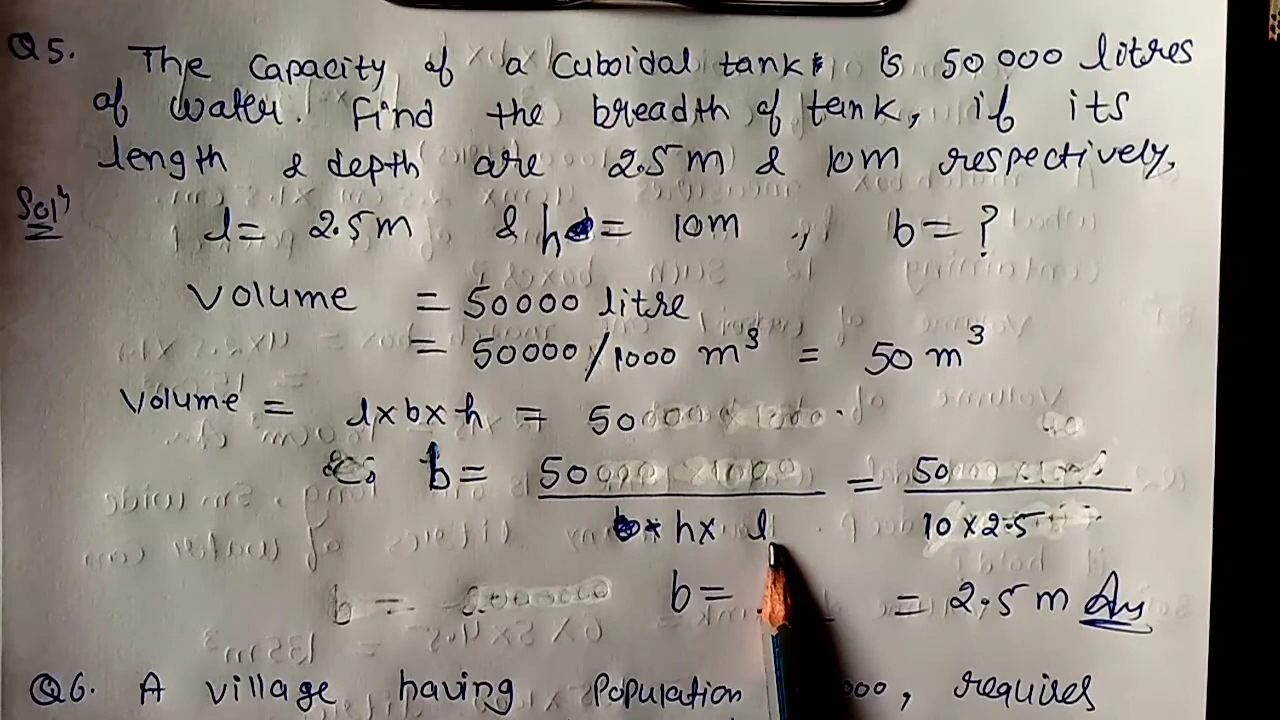 Q5. The capacity of a cuboidal tank is 50000 litres
of water. Find the breadth of tank, if its
length & depth are 2.5m & 10m respectively.
Solⁿ
l = 2.5m & h = 10m , b = ?
Volume = 50000 litre
= 50000/1000 m³ = 50 m³
Volume = l×b×h = 50
b = 50 / h × l = 50 / 10 × 2.5
b = = 2.5 m Ans
Q6. A village having population 000, requires